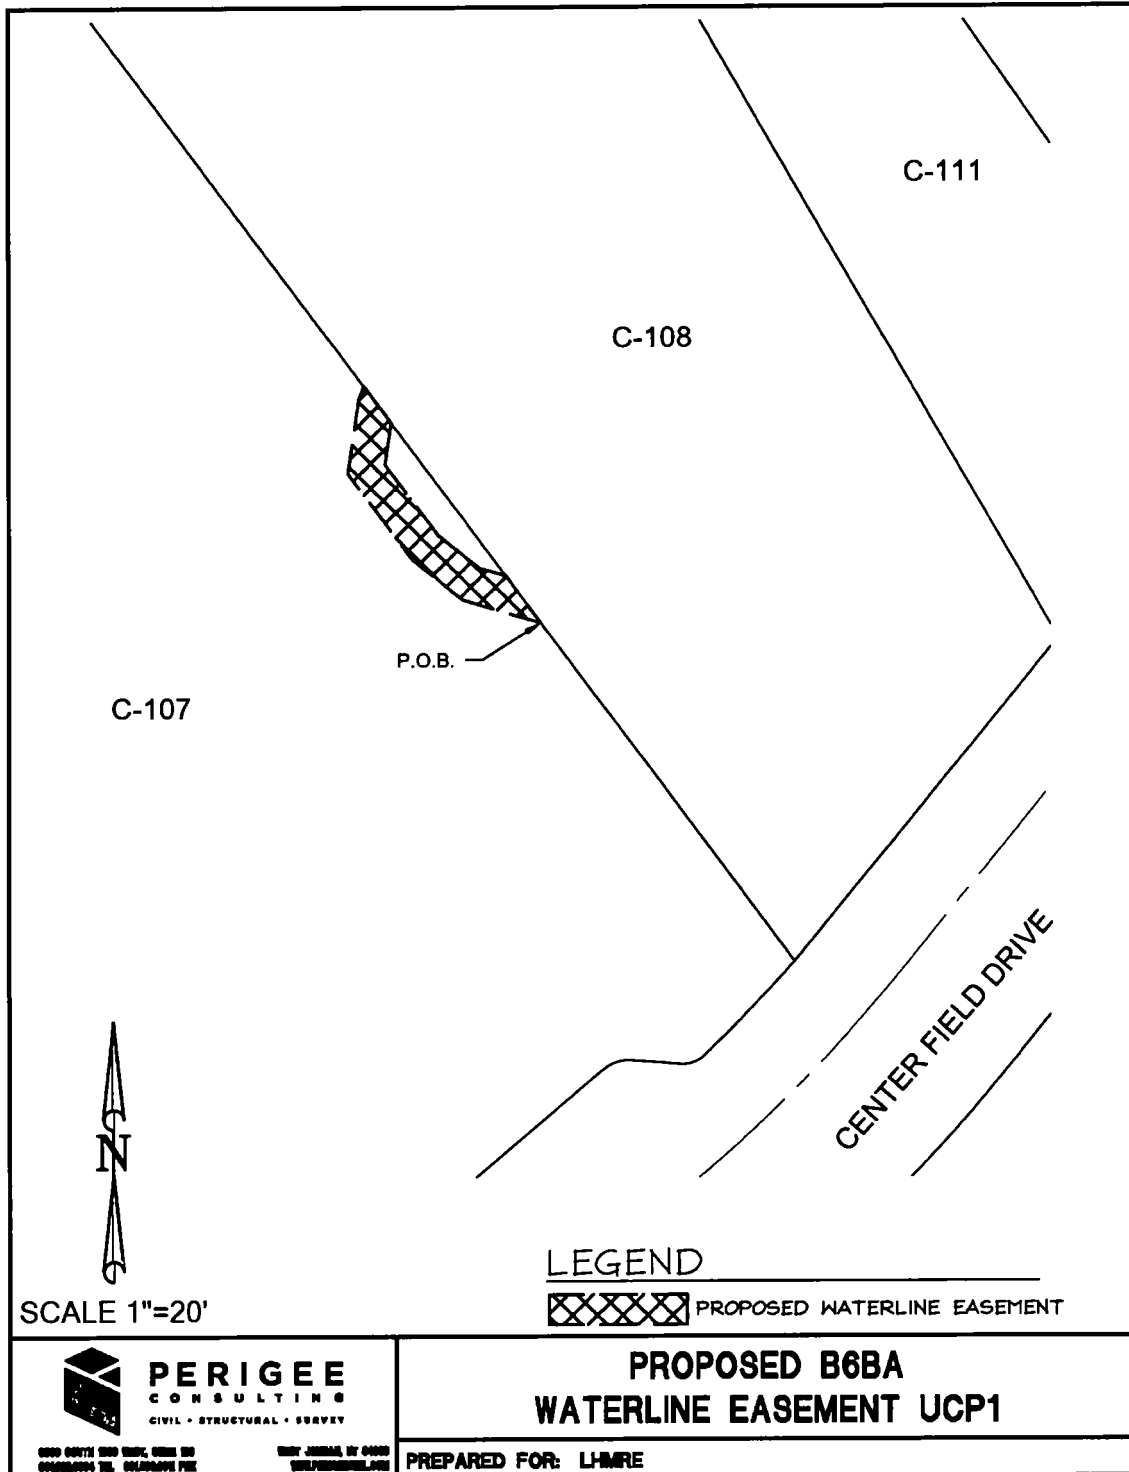 C-111
C-108
P.O.B.
C-107
CENTER FIELD DRIVE
N
LEGEND
SCALE 1"=20'
PROPOSED WATERLINE EASEMENT
PERIGEE
CONSULTING
CIVIL • STRUCTURAL • SURVEY
PROPOSED B6BA
WATERLINE EASEMENT UCP1
PREPARED FOR: LHMRE